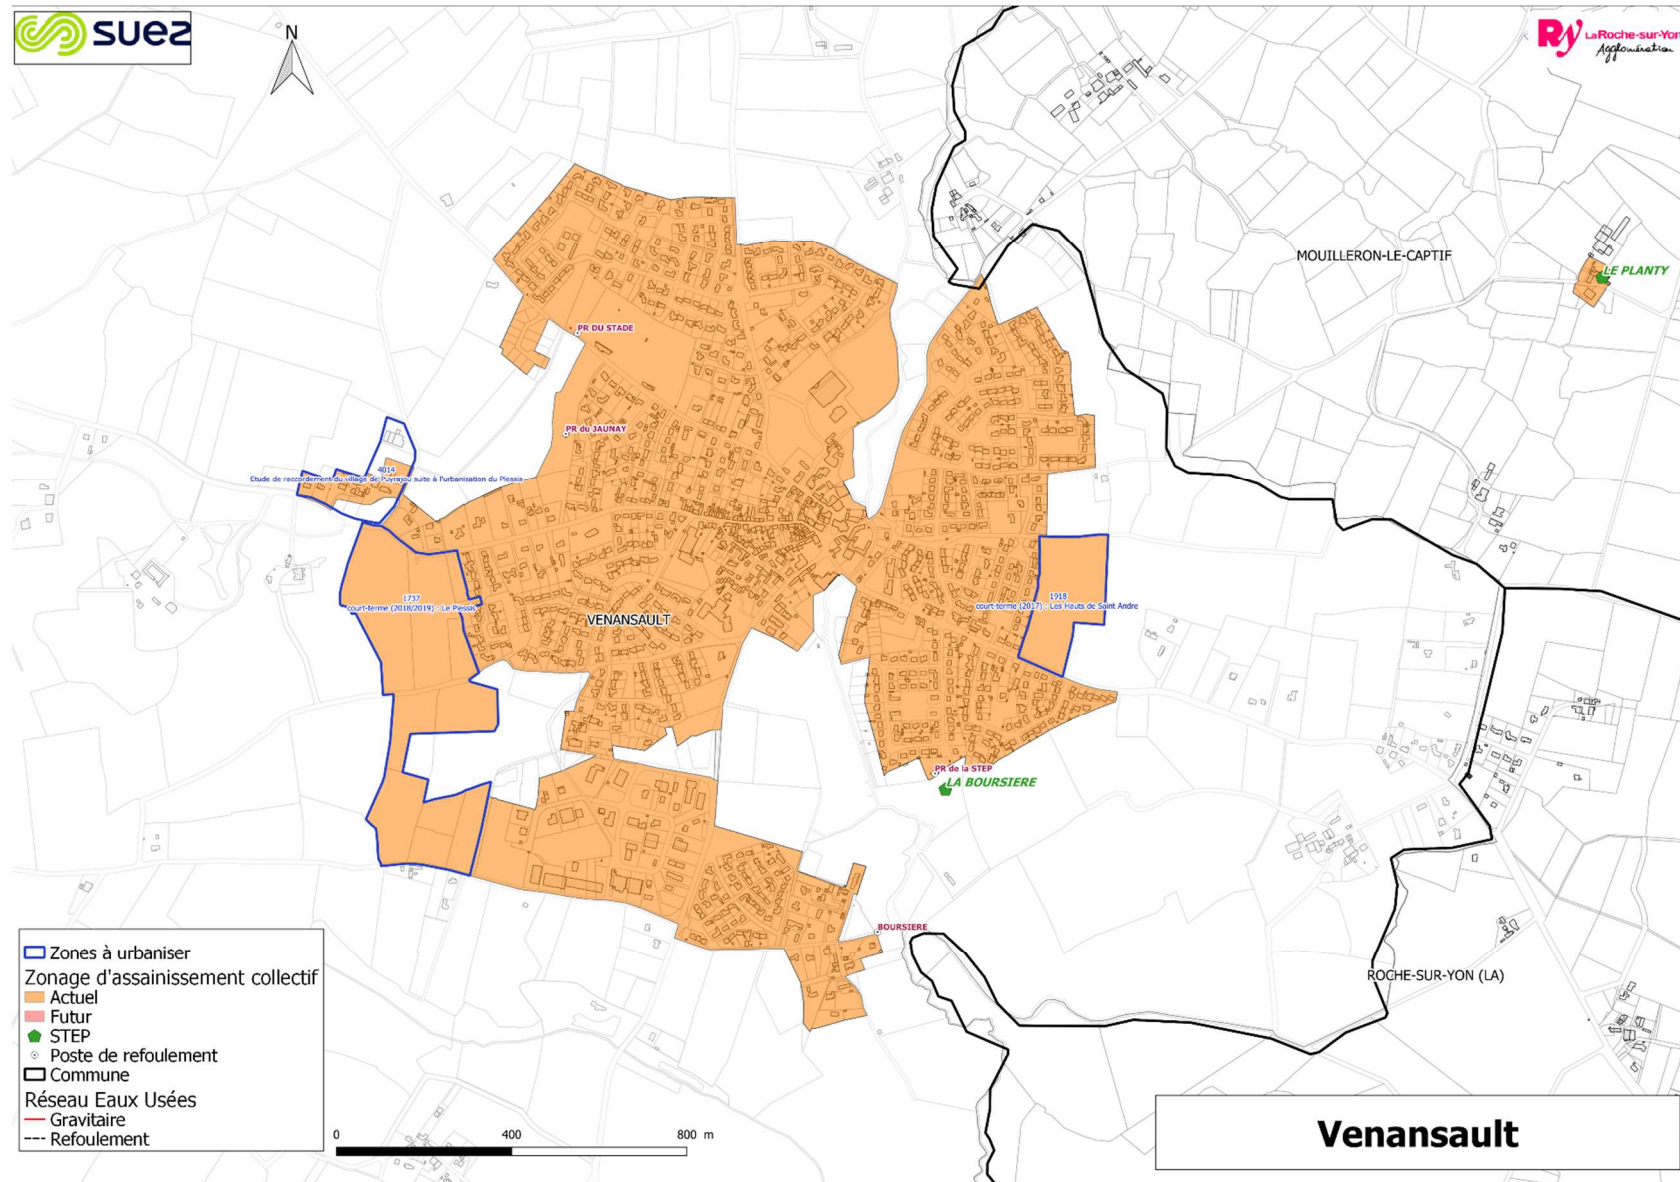 suez
N
Ry LaRoche-sur-Yon
Agglomération
MOUILLERON-LE-CAPTIF
LE PLANTY
PR DU STADE
PR du JAUNAY
4014
Etude de raccordement du village de Puyrajou suite à l'urbanisation du Plessis
1737
court-terme (2018/2019) : Le Plessis
VENANSAULT
1918
court-terme (2017) : Les Hauts de Saint Andre
PR de la STEP
LA BOURSIERE
BOURSIERE
ROCHE-SUR-YON (LA)
Zones à urbaniser
Zonage d'assainissement collectif
Actuel
Futur
STEP
Poste de refoulement
Commune
Réseau Eaux Usées
Gravitaire
Refoulement
0 400 800 m
Venansault